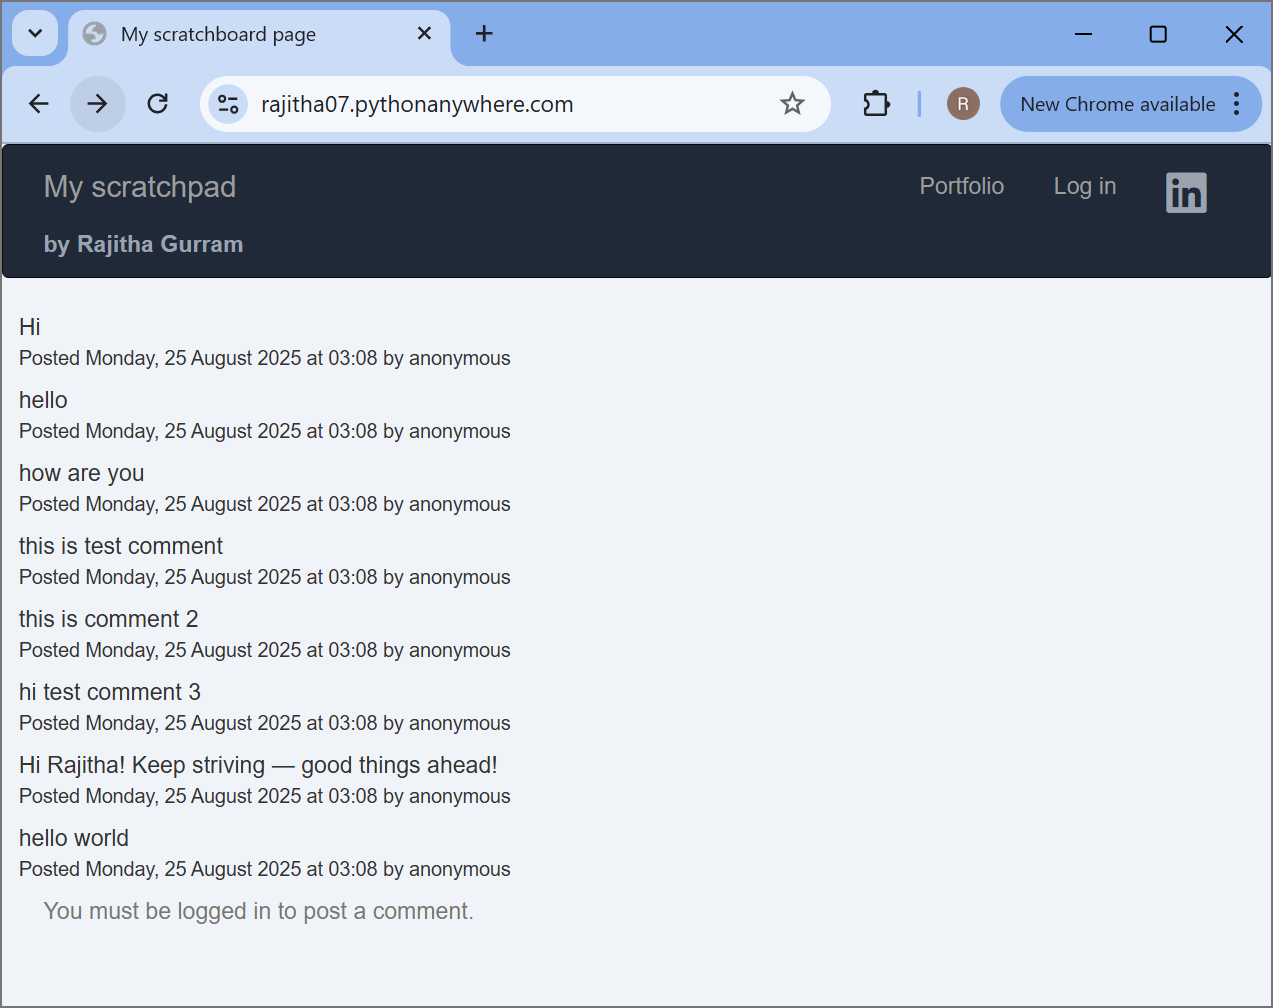 My scratchboard page
rajitha07.pythonanywhere.com
R
New Chrome available
My scratchpad
Portfolio
Log in
in
by Rajitha Gurram
Hi
Posted Monday, 25 August 2025 at 03:08 by anonymous
hello
Posted Monday, 25 August 2025 at 03:08 by anonymous
how are you
Posted Monday, 25 August 2025 at 03:08 by anonymous
this is test comment
Posted Monday, 25 August 2025 at 03:08 by anonymous
this is comment 2
Posted Monday, 25 August 2025 at 03:08 by anonymous
hi test comment 3
Posted Monday, 25 August 2025 at 03:08 by anonymous
Hi Rajitha! Keep striving — good things ahead!
Posted Monday, 25 August 2025 at 03:08 by anonymous
hello world
Posted Monday, 25 August 2025 at 03:08 by anonymous
You must be logged in to post a comment.